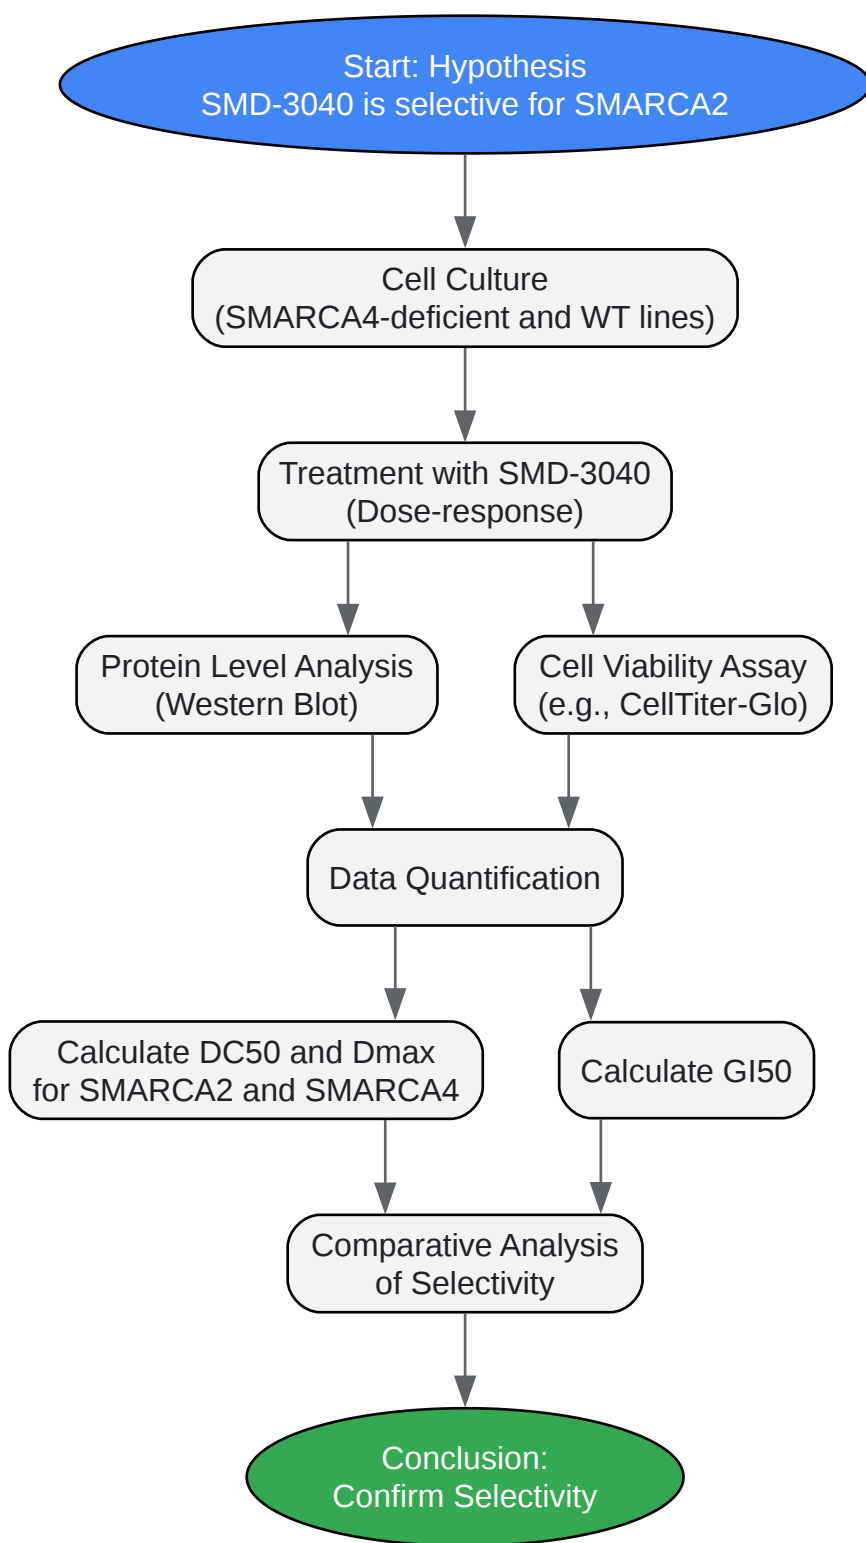 Start: Hypothesis
SMD-3040 is selective for SMARCA2
Cell Culture
(SMARCA4-deficient and WT lines)
Treatment with SMD-3040
(Dose-response)
Protein Level Analysis
(Western Blot)
Cell Viability Assay
(e.g., CellTiter-Glo)
Data Quantification
Calculate DC50 and Dmax
for SMARCA2 and SMARCA4
Calculate GI50
Comparative Analysis
of Selectivity
Conclusion:
Confirm Selectivity